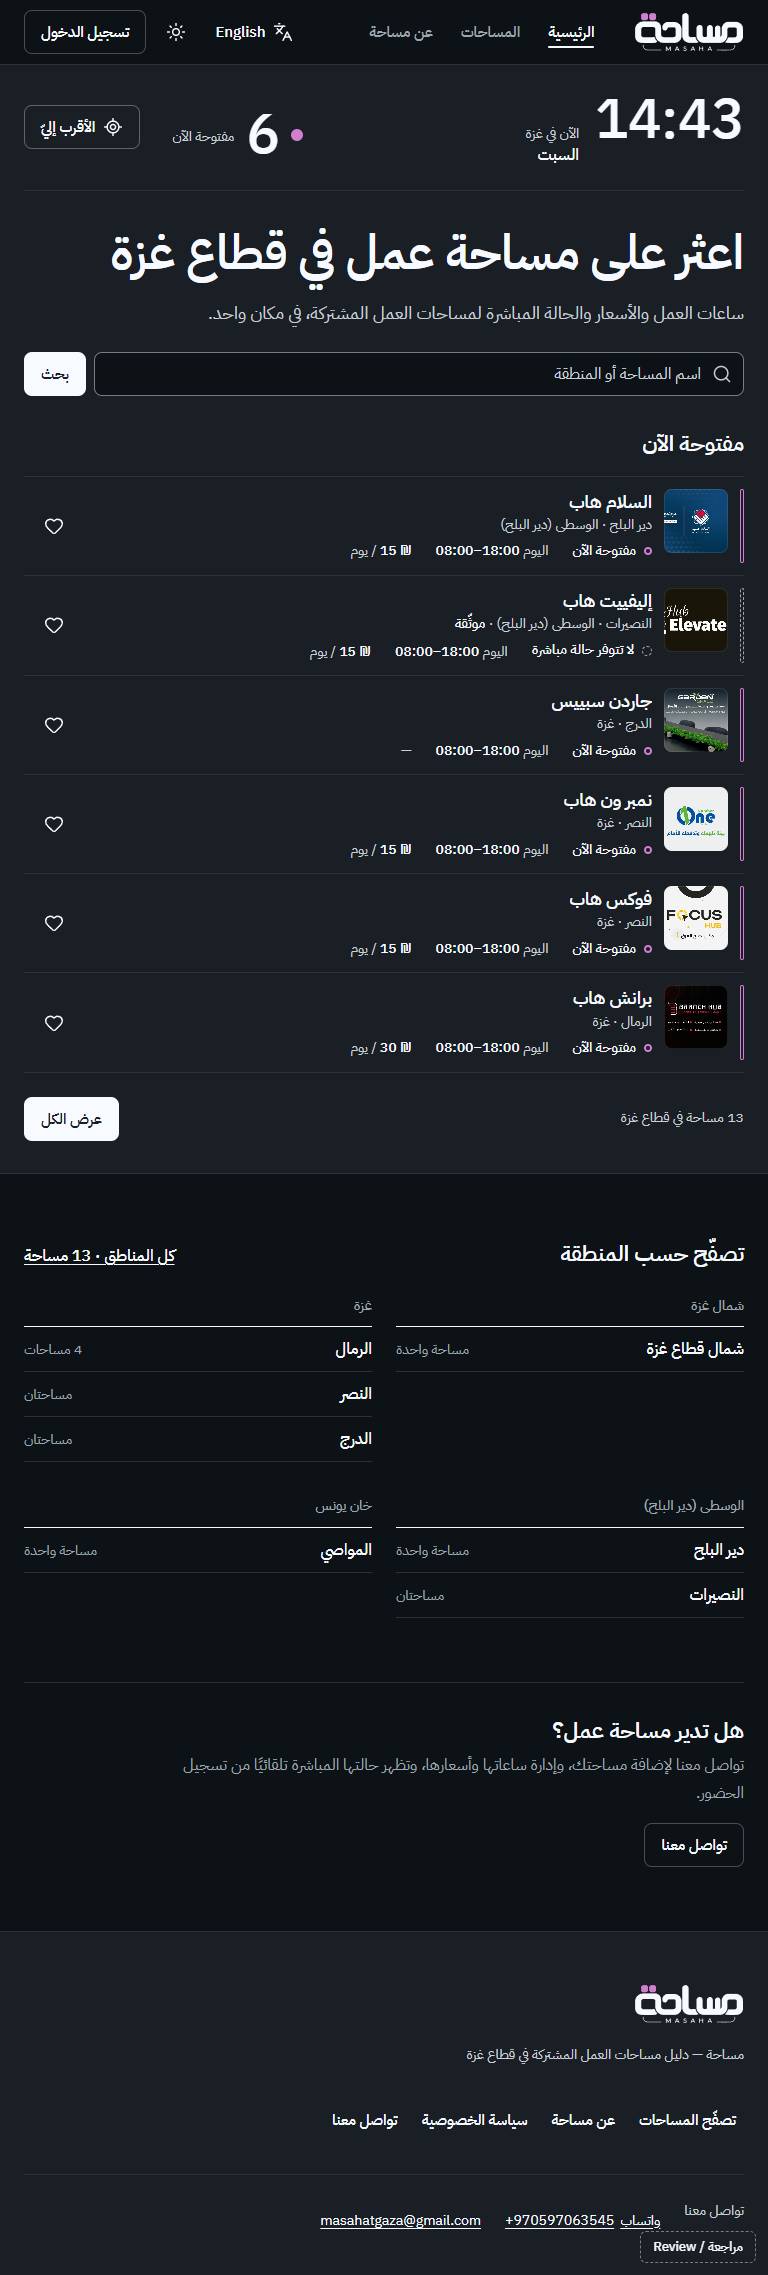 مساحة
MASAHA
الرئيسية
المساحات
عن مساحة
English
تسجيل الدخول
14:43
الآن في غزة
السبت
6
مفتوحة الآن
الأقرب إليّ
اعثر على مساحة عمل في قطاع غزة
ساعات العمل والأسعار والحالة المباشرة لمساحات العمل المشتركة، في مكان واحد.
اسم المساحة أو المنطقة
بحث
مفتوحة الآن
السلام هاب
دير البلح · الوسطى (دير البلح)
مفتوحة الآن اليوم 08:00–18:00 ₪ 15 / يوم
Hub
Elevate
إليفييت هاب
النصيرات · الوسطى (دير البلح) · موثّقة
لا تتوفر حالة مباشرة اليوم 08:00–18:00 ₪ 15 / يوم
GARDEN
جاردن سبييس
الدرج · غزة
مفتوحة الآن اليوم 08:00–18:00 —
One
نمبر ون هاب
النصر · غزة
مفتوحة الآن اليوم 08:00–18:00 ₪ 15 / يوم
FOCUS
HUB
فوكس هاب
النصر · غزة
مفتوحة الآن اليوم 08:00–18:00 ₪ 15 / يوم
BRANCH HUB
برانش هاب
الرمال · غزة
مفتوحة الآن اليوم 08:00–18:00 ₪ 30 / يوم
13 مساحة في قطاع غزة
عرض الكل
تصفّح حسب المنطقة
كل المناطق · 13 مساحة
شمال غزة
شمال قطاع غزة مساحة واحدة
غزة
الرمال 4 مساحات
النصر مساحتان
الدرج مساحتان
الوسطى (دير البلح)
دير البلح مساحة واحدة
النصيرات مساحتان
خان يونس
المواصي مساحة واحدة
هل تدير مساحة عمل؟
تواصل معنا لإضافة مساحتك، وإدارة ساعاتها وأسعارها، وتظهر حالتها المباشرة تلقائيًا من تسجيل
الحضور.
تواصل معنا
مساحة
MASAHA
مساحة — دليل مساحات العمل المشتركة في قطاع غزة
تصفّح المساحات
عن مساحة
سياسة الخصوصية
تواصل معنا
تواصل معنا
واتساب +970597063545
masahatgaza@gmail.com
مراجعة / Review